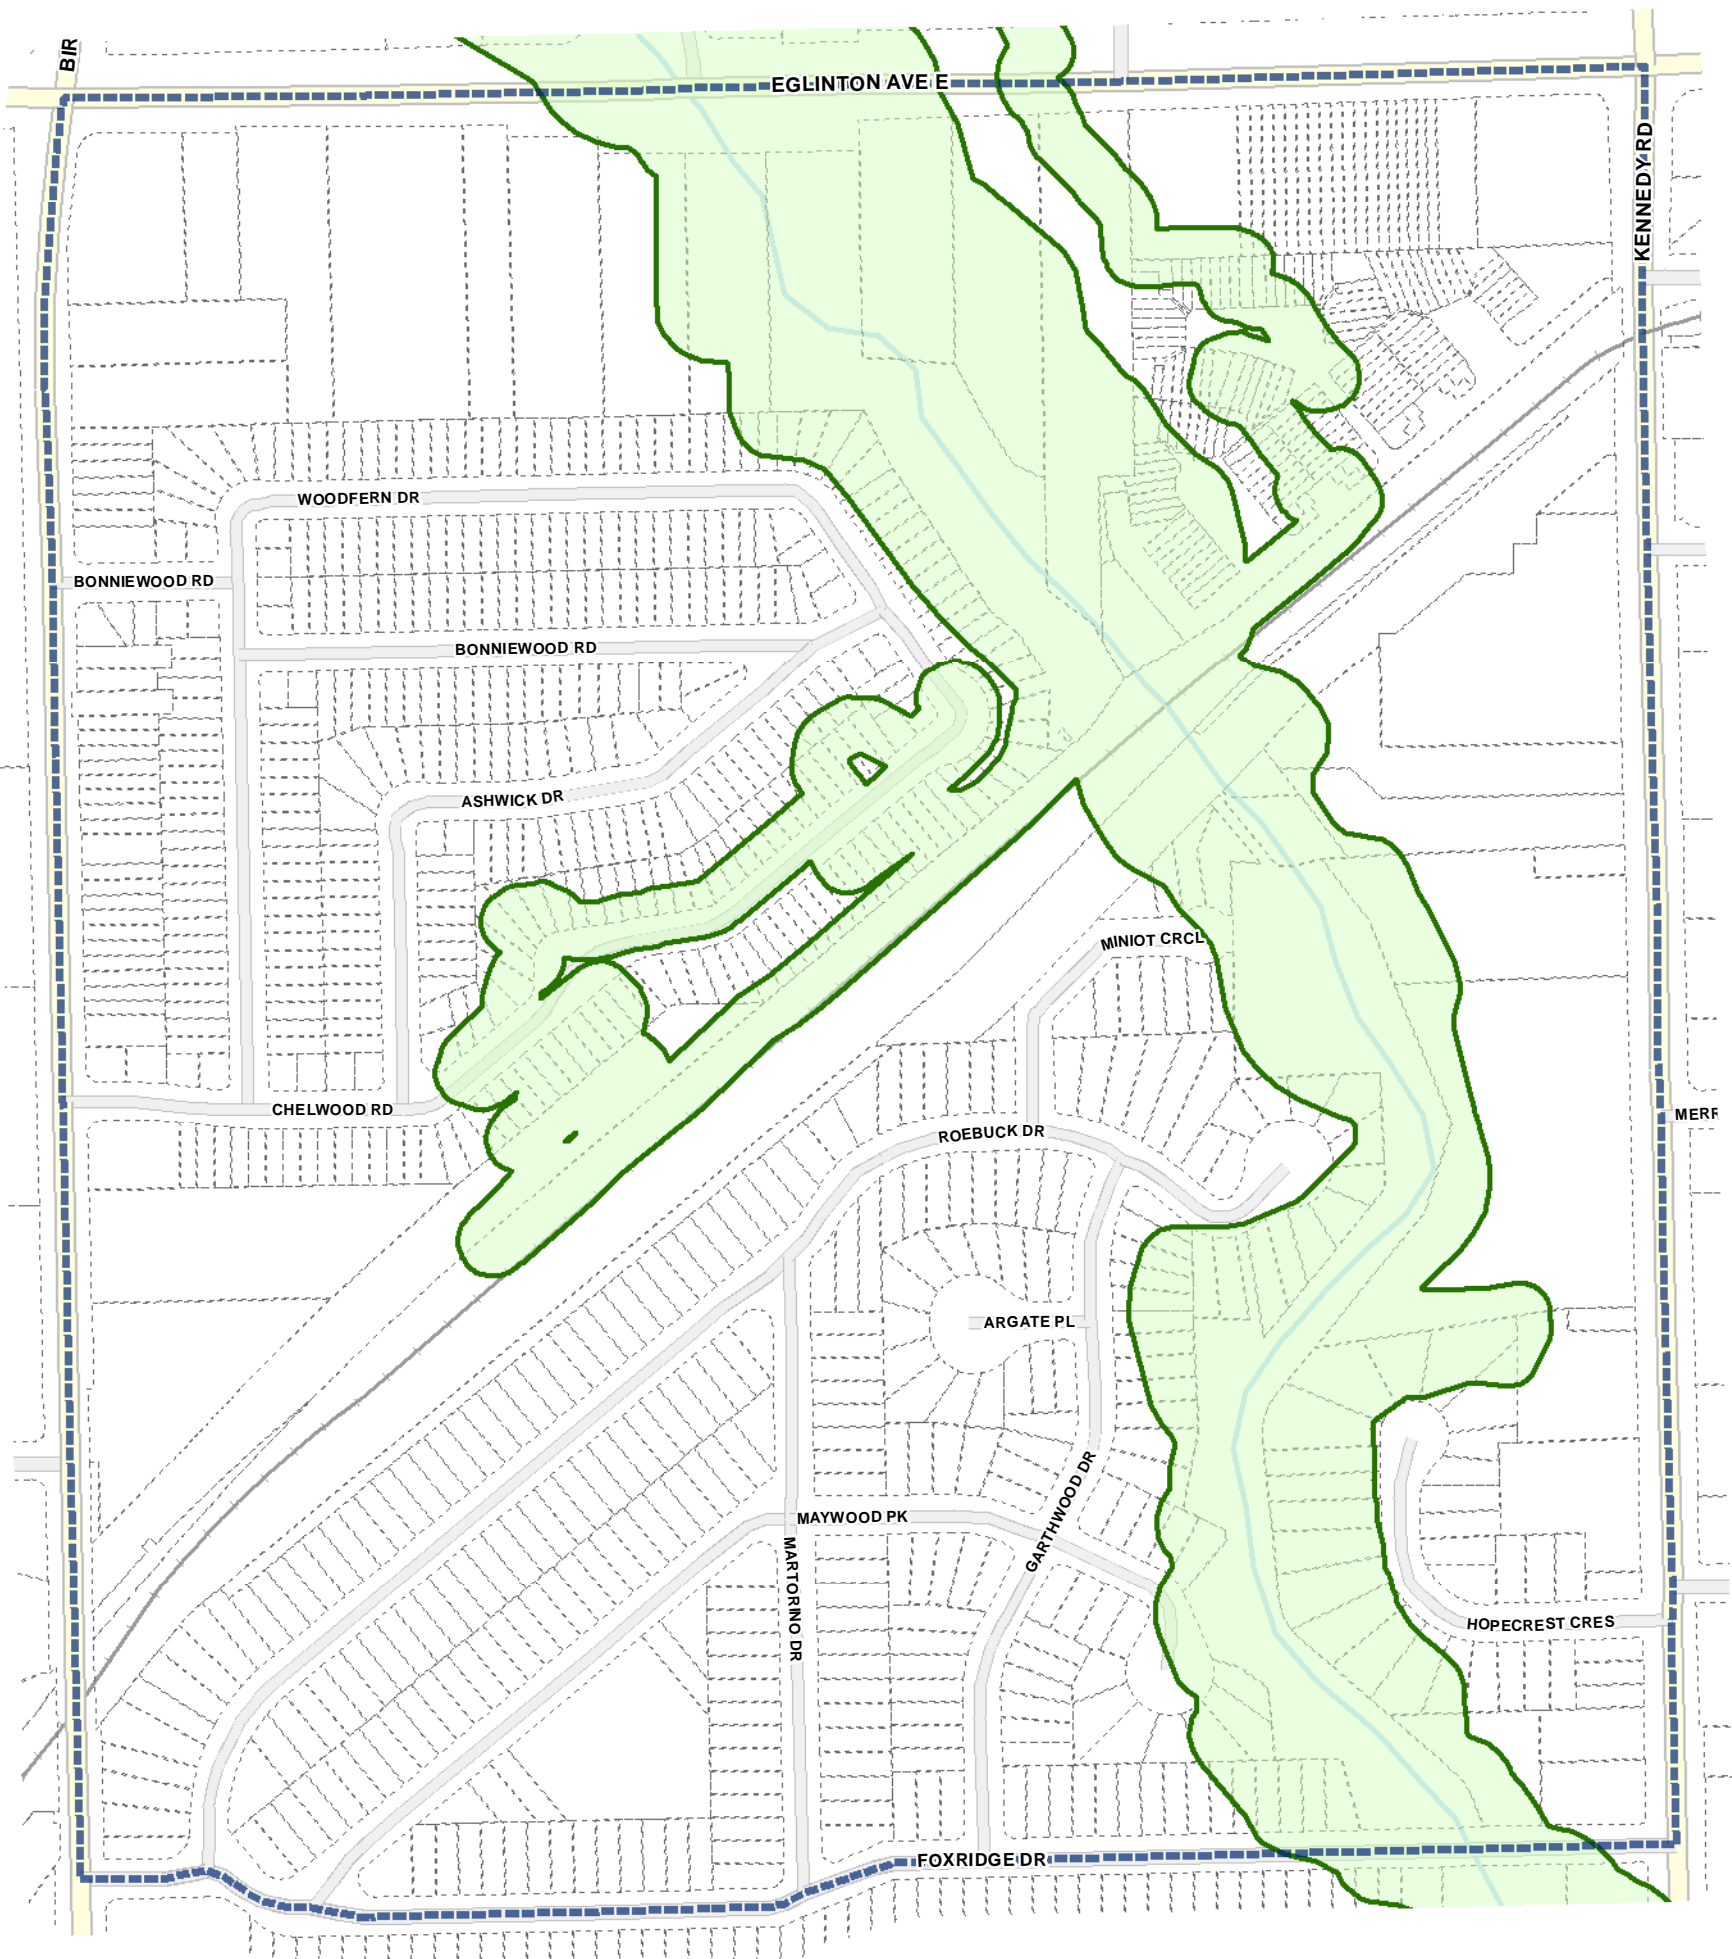 BIR
EGLINTON AVE E
KENNEDY RD
WOODFERN DR
BONNIEWOOD RD
BONNIEWOOD RD
ASHWICK DR
MINIOT CRCL
CHELWOOD RD
MERR
ROEBUCK DR
ARGATE PL
GARTHWOOD DR
MAYWOOD PK
MARTORINO DR
HOPECREST CRES
FOXRIDGE DR